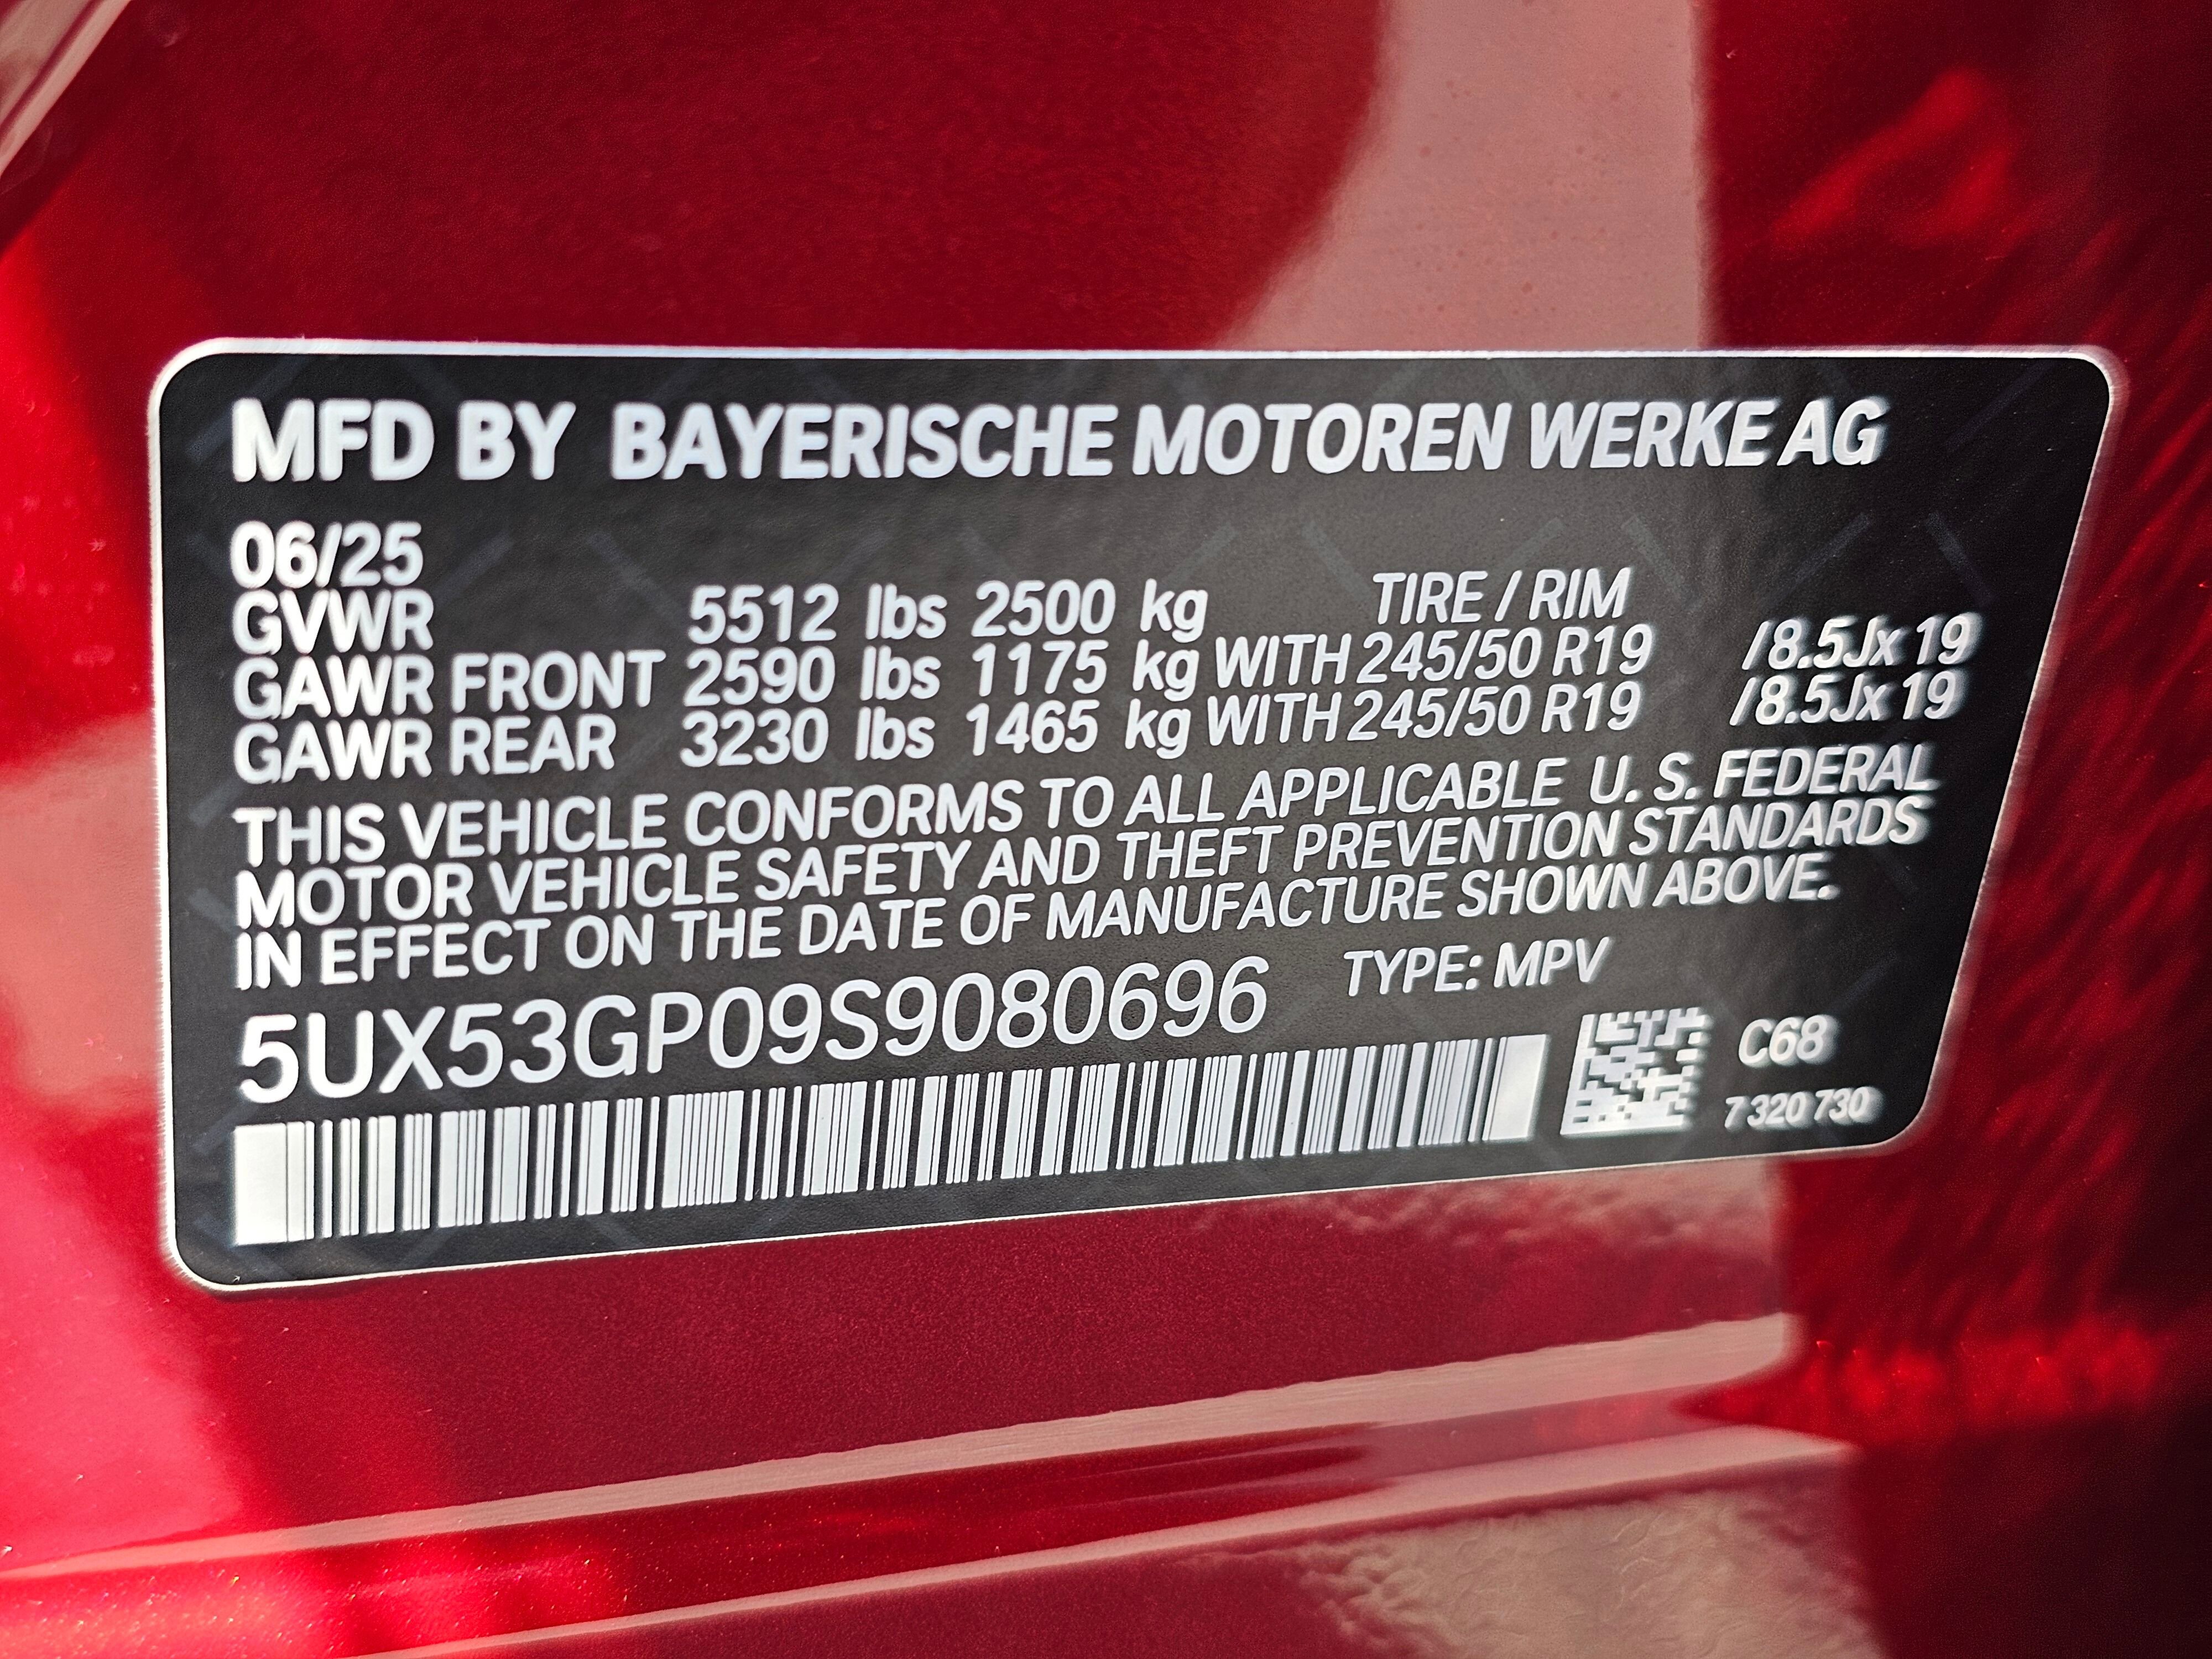 MFD BY BAYERISCHE MOTOREN WERKE AG
06/25
GVWR 5512 lbs 2500 kg TIRE / RIM
GAWR FRONT 2590 lbs 1175 kg WITH 245/50 R19 /8.5Jx 19
GAWR REAR 3230 lbs 1465 kg WITH 245/50 R19 /8.5Jx 19
THIS VEHICLE CONFORMS TO ALL APPLICABLE U. S. FEDERAL
MOTOR VEHICLE SAFETY AND THEFT PREVENTION STANDARDS
IN EFFECT ON THE DATE OF MANUFACTURE SHOWN ABOVE.
5UX53GP09S9080696 TYPE: MPV
C68
7 320 730